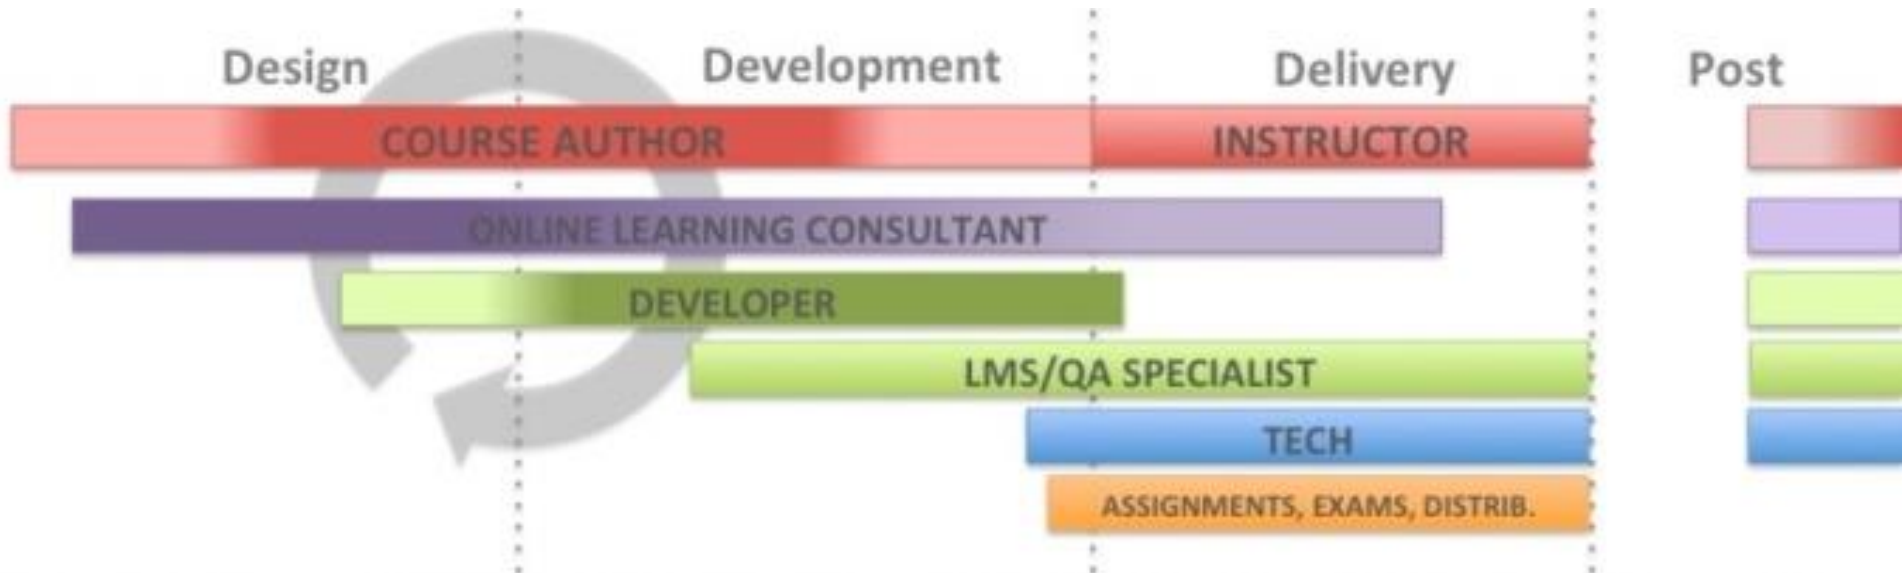 Design Development Delivery Post
COURSE AUTHOR INSTRUCTOR
ONLINE LEARNING CONSULTANT
DEVELOPER
LMS/QA SPECIALIST
TECH
ASSIGNMENTS, EXAMS, DISTRIB.